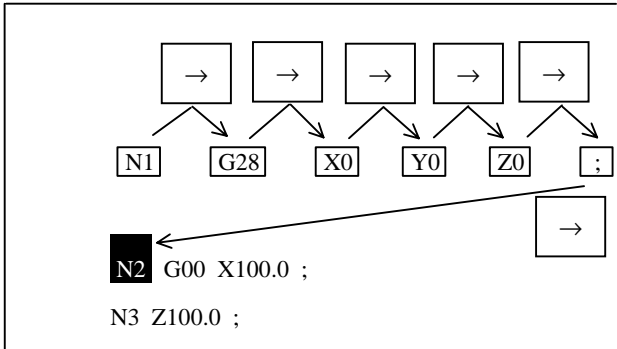 → → → → →
N1 G28 X0 Y0 Z0 ;
→
N2 G00 X100.0 ;
N3 Z100.0 ;